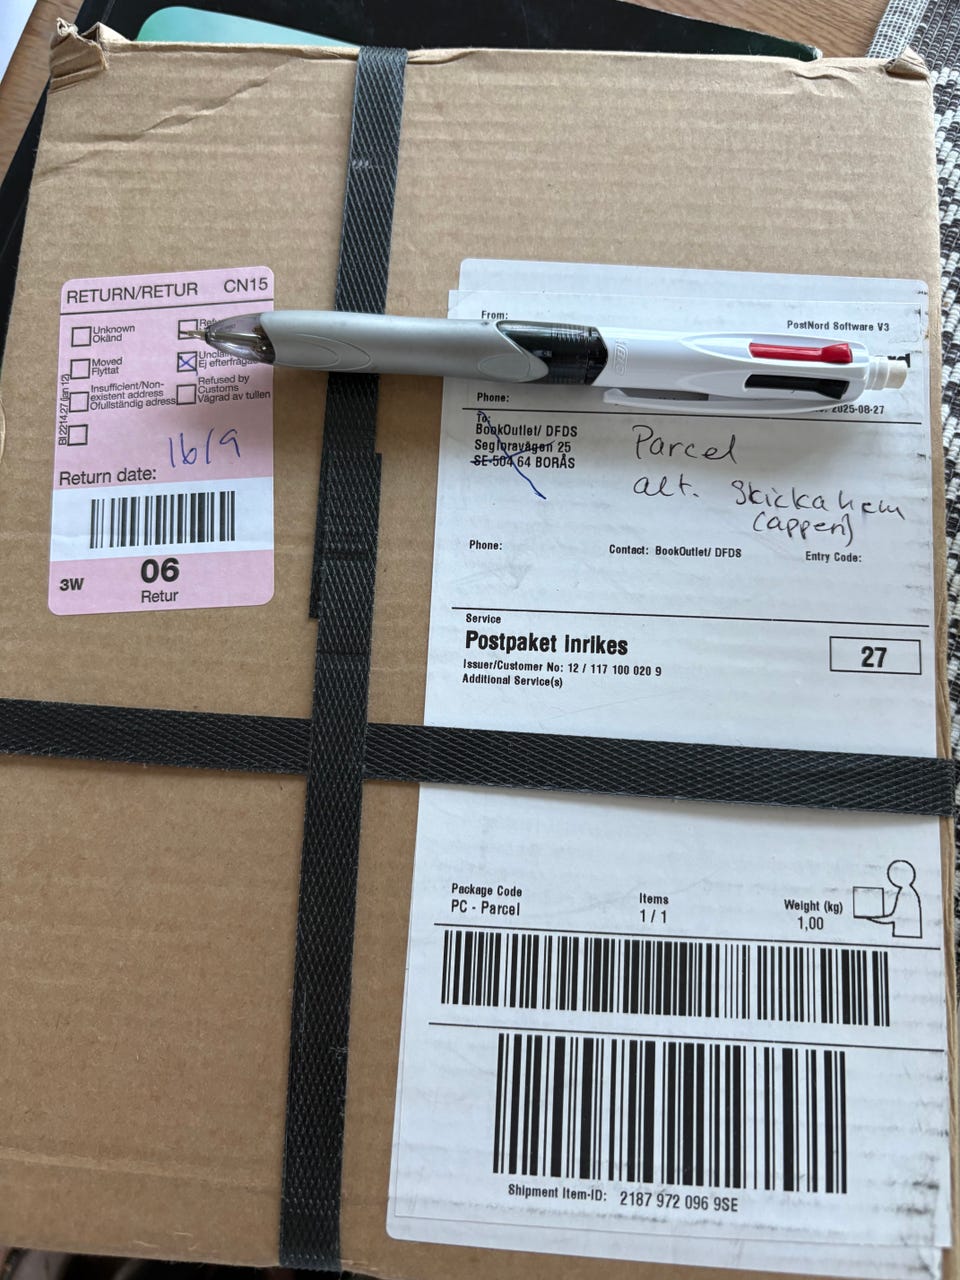 RETURN/RETUR CN15
Unknown
Okänd
Moved
Flyttat
Unclai
Ej efterfråga
Insufficient/Non-
existent address
Ofullständig adress
Refused by
Customs
Vägrad av tullen
Return date: 16/9
3W
06
Retur
From:
PostNord Software V3
Phone:
2025-08-27
To:
BookOutlet/ DFDS
Segloravägen 25
SE-504 64 BORÅS
Parcel
alt. Skicka hem
(appen)
Phone:
Contact: BookOutlet/ DFDS
Entry Code:
Service
Postpaket Inrikes
27
Issuer/Customer No: 12 / 117 100 020 9
Additional Service(s)
Package Code
PC - Parcel
Items
1 / 1
Weight (kg)
1,00
Shipment Item-ID: 2187 972 096 9SE